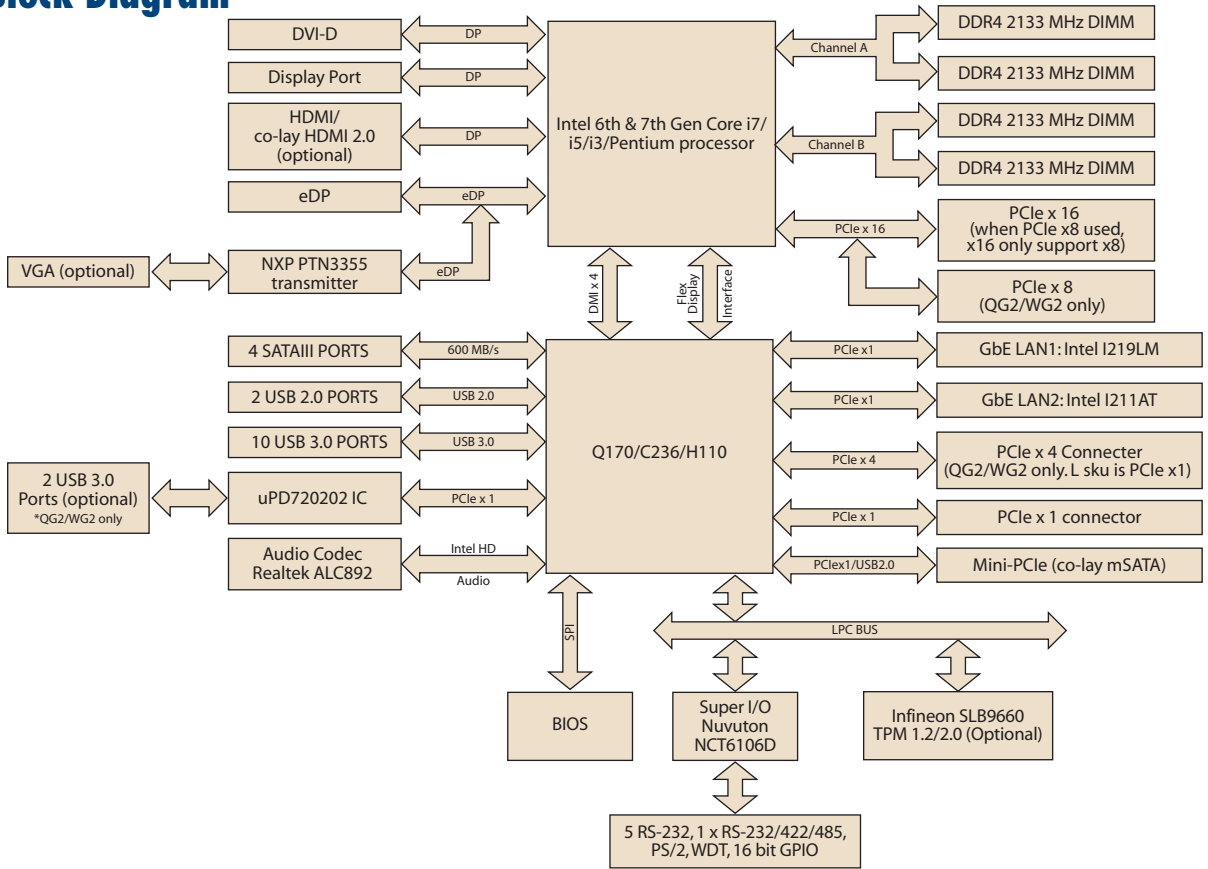 Block Diagram
DVI-D
DP
Display Port
DP
HDMI/
co-lay HDMI 2.0
(optional)
DP
eDP
eDP
VGA (optional)
NXP PTN3355
transmitter
eDP
Intel 6th & 7th Gen Core i7/
i5/i3/Pentium processor
Channel A
DDR4 2133 MHz DIMM
DDR4 2133 MHz DIMM
Channel B
DDR4 2133 MHz DIMM
DDR4 2133 MHz DIMM
PCIe x 16
PCIe x 16
(when PCIe x8 used,
x16 only support x8)
PCIe x 8
(QG2/WG2 only)
DMI x 4
Flex
Display
Interface
4 SATAIII PORTS
600 MB/s
2 USB 2.0 PORTS
USB 2.0
10 USB 3.0 PORTS
USB 3.0
2 USB 3.0
Ports (optional)
*QG2/WG2 only
uPD720202 IC
PCIe x 1
Audio Codec
Realtek ALC892
Intel HD
Audio
Q170/C236/H110
PCIe x1
GbE LAN1: Intel I219LM
PCIe x1
GbE LAN2: Intel I211AT
PCIe x 4
PCIe x 4 Connecter
(QG2/WG2 only. L sku is PCIe x1)
PCIe x 1
PCIe x 1 connector
PCIex1/USB2.0
Mini-PCIe (co-lay mSATA)
SPI
LPC BUS
BIOS
Super I/O
Nuvuton
NCT6106D
Infineon SLB9660
TPM 1.2/2.0 (Optional)
5 RS-232, 1 x RS-232/422/485,
PS/2, WDT, 16 bit GPIO